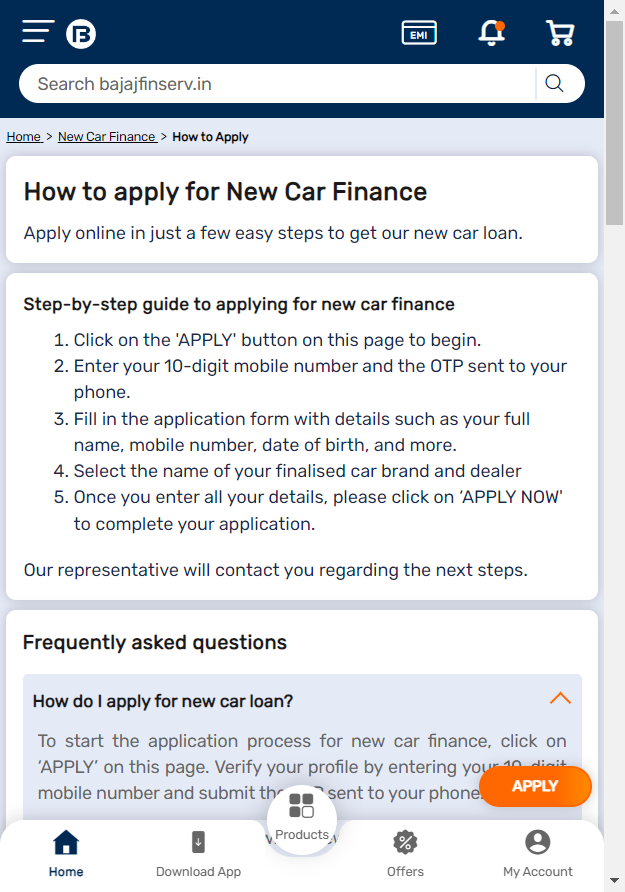 EMI
Search bajajfinserv.in
Home > New Car Finance > How to Apply
How to apply for New Car Finance
Apply online in just a few easy steps to get our new car loan.
Step-by-step guide to applying for new car finance
1. Click on the 'APPLY' button on this page to begin.
2. Enter your 10-digit mobile number and the OTP sent to your
phone.
3. Fill in the application form with details such as your full
name, mobile number, date of birth, and more.
4. Select the name of your finalised car brand and dealer
5. Once you enter all your details, please click on ‘APPLY NOW'
to complete your application.
Our representative will contact you regarding the next steps.
Frequently asked questions
How do I apply for new car loan?
To start the application process for new car finance, click on
‘APPLY’ on this page. Verify your profile by entering your 10-digit
mobile number and submit the sent to your phone.
APPLY
Products
Home
Download App
Offers
My Account